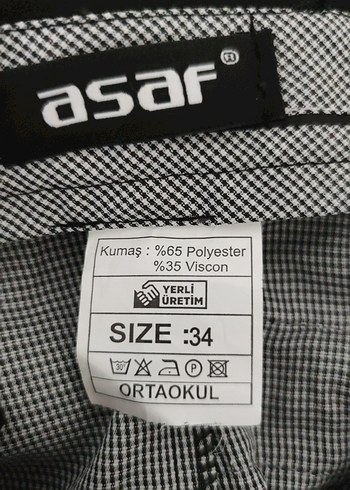 asaf®
Kumaş : %65 Polyester
%35 Viscon
YERLİ
ÜRETİM
SIZE :34
30°
P
ORTAOKUL